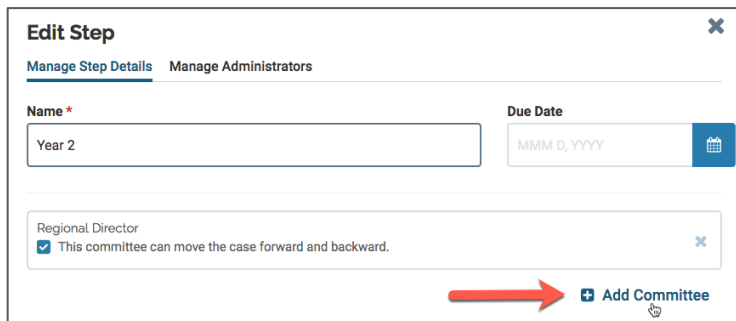 Edit Step
Manage Step Details Manage Administrators
Name * Due Date
Year 2 MMM D, YYYY
Regional Director
This committee can move the case forward and backward.
Add Committee